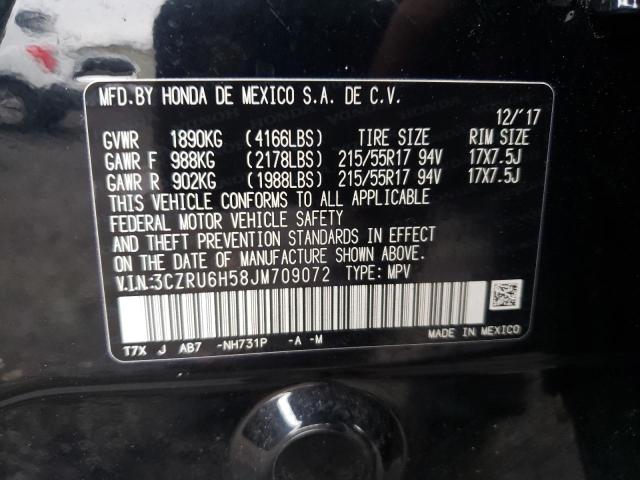 MFD.BY HONDA DE MEXICO S.A. DE C.V.
12/'17
GVWR 1890KG (4166LBS) TIRE SIZE RIM SIZE
GAWR F 988KG (2178LBS) 215/55R17 94V 17X7.5J
GAWR R 902KG (1988LBS) 215/55R17 94V 17X7.5J
THIS VEHICLE CONFORMS TO ALL APPLICABLE
FEDERAL MOTOR VEHICLE SAFETY
AND THEFT PREVENTION STANDARDS IN EFFECT
ON THE DATE OF MANUFACTURE SHOWN ABOVE.
V.I.N.:3CZRU6H58JM709072 TYPE: MPV
T7X J AB7 -NH731P -A -M
MADE IN MEXICO